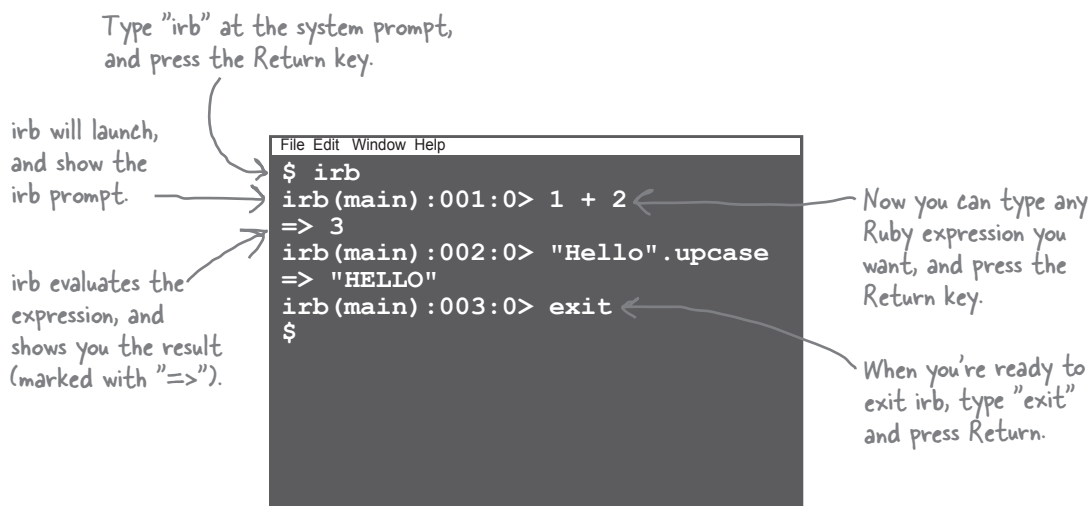 Type "irb" at the system prompt,
and press the Return key.
irb will launch,
and show the
irb prompt.
irb evaluates the
expression, and
shows you the result
(marked with "=>").
File Edit Window Help
$ irb
irb(main):001:0> 1 + 2
=> 3
irb(main):002:0> "Hello".upcase
=> "HELLO"
irb(main):003:0> exit
$
Now you can type any
Ruby expression you
want, and press the
Return key.
When you're ready to
exit irb, type "exit"
and press Return.